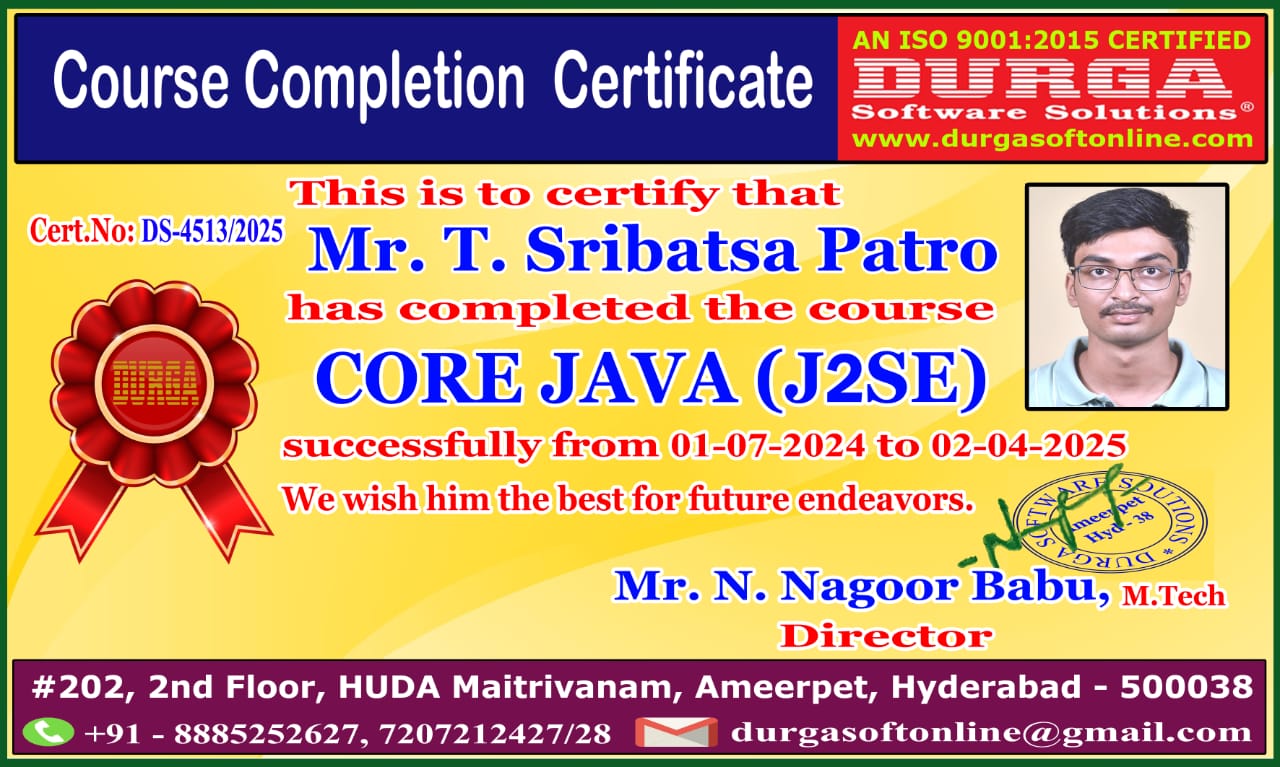 Course Completion Certificate
AN ISO 9001:2015 CERTIFIED
DURGA
Software Solutions®
www.durgasoftonline.com
This is to certify that
Cert.No: DS-4513/2025
Mr. T. Sribatsa Patro
has completed the course
CORE JAVA (J2SE)
DURGA
successfully from 01-07-2024 to 02-04-2025
We wish him the best for future endeavors.
DURGA SOFTWARE SOLUTIONS *
Ameerpet
Hyd - 38
Mr. N. Nagoor Babu, M.Tech
Director
#202, 2nd Floor, HUDA Maitrivanam, Ameerpet, Hyderabad - 500038
+91 - 8885252627, 7207212427/28
durgasoftonline@gmail.com